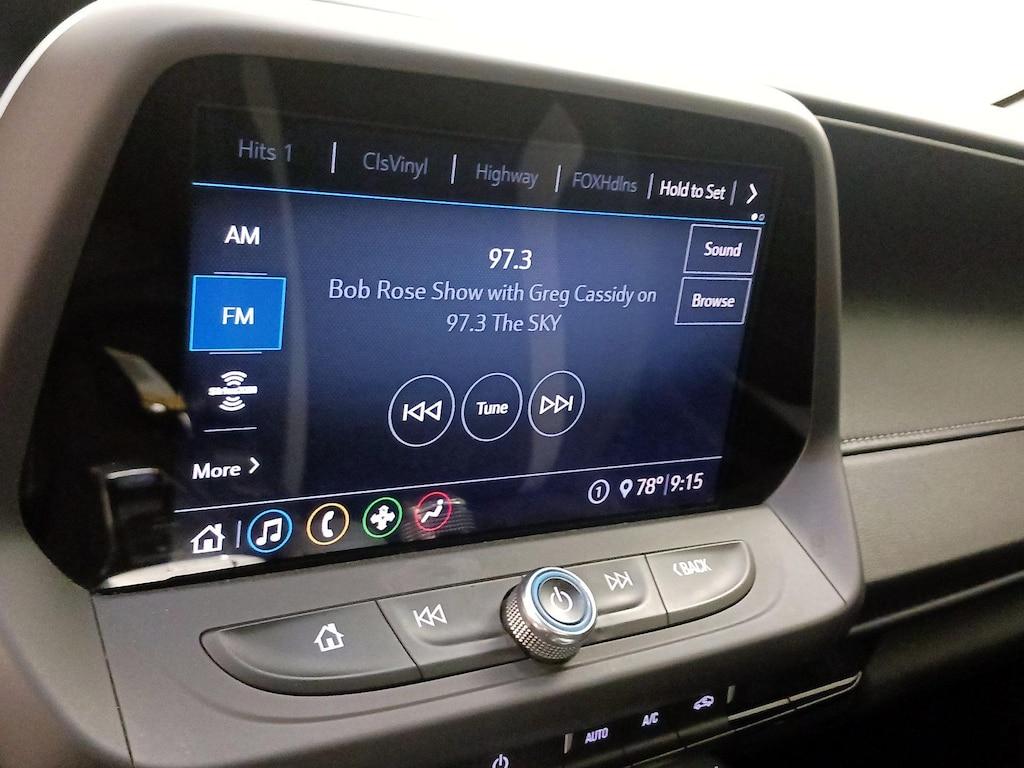 Hits 1
ClsVinyl
Highway
FOXHdlns
Hold to Set
AM
FM
SiriusXM
More
97.3
Bob Rose Show with Greg Cassidy on
97.3 The SKY
Sound
Browse
Tune
1
78° 9:15
BACK
AUTO
A/C